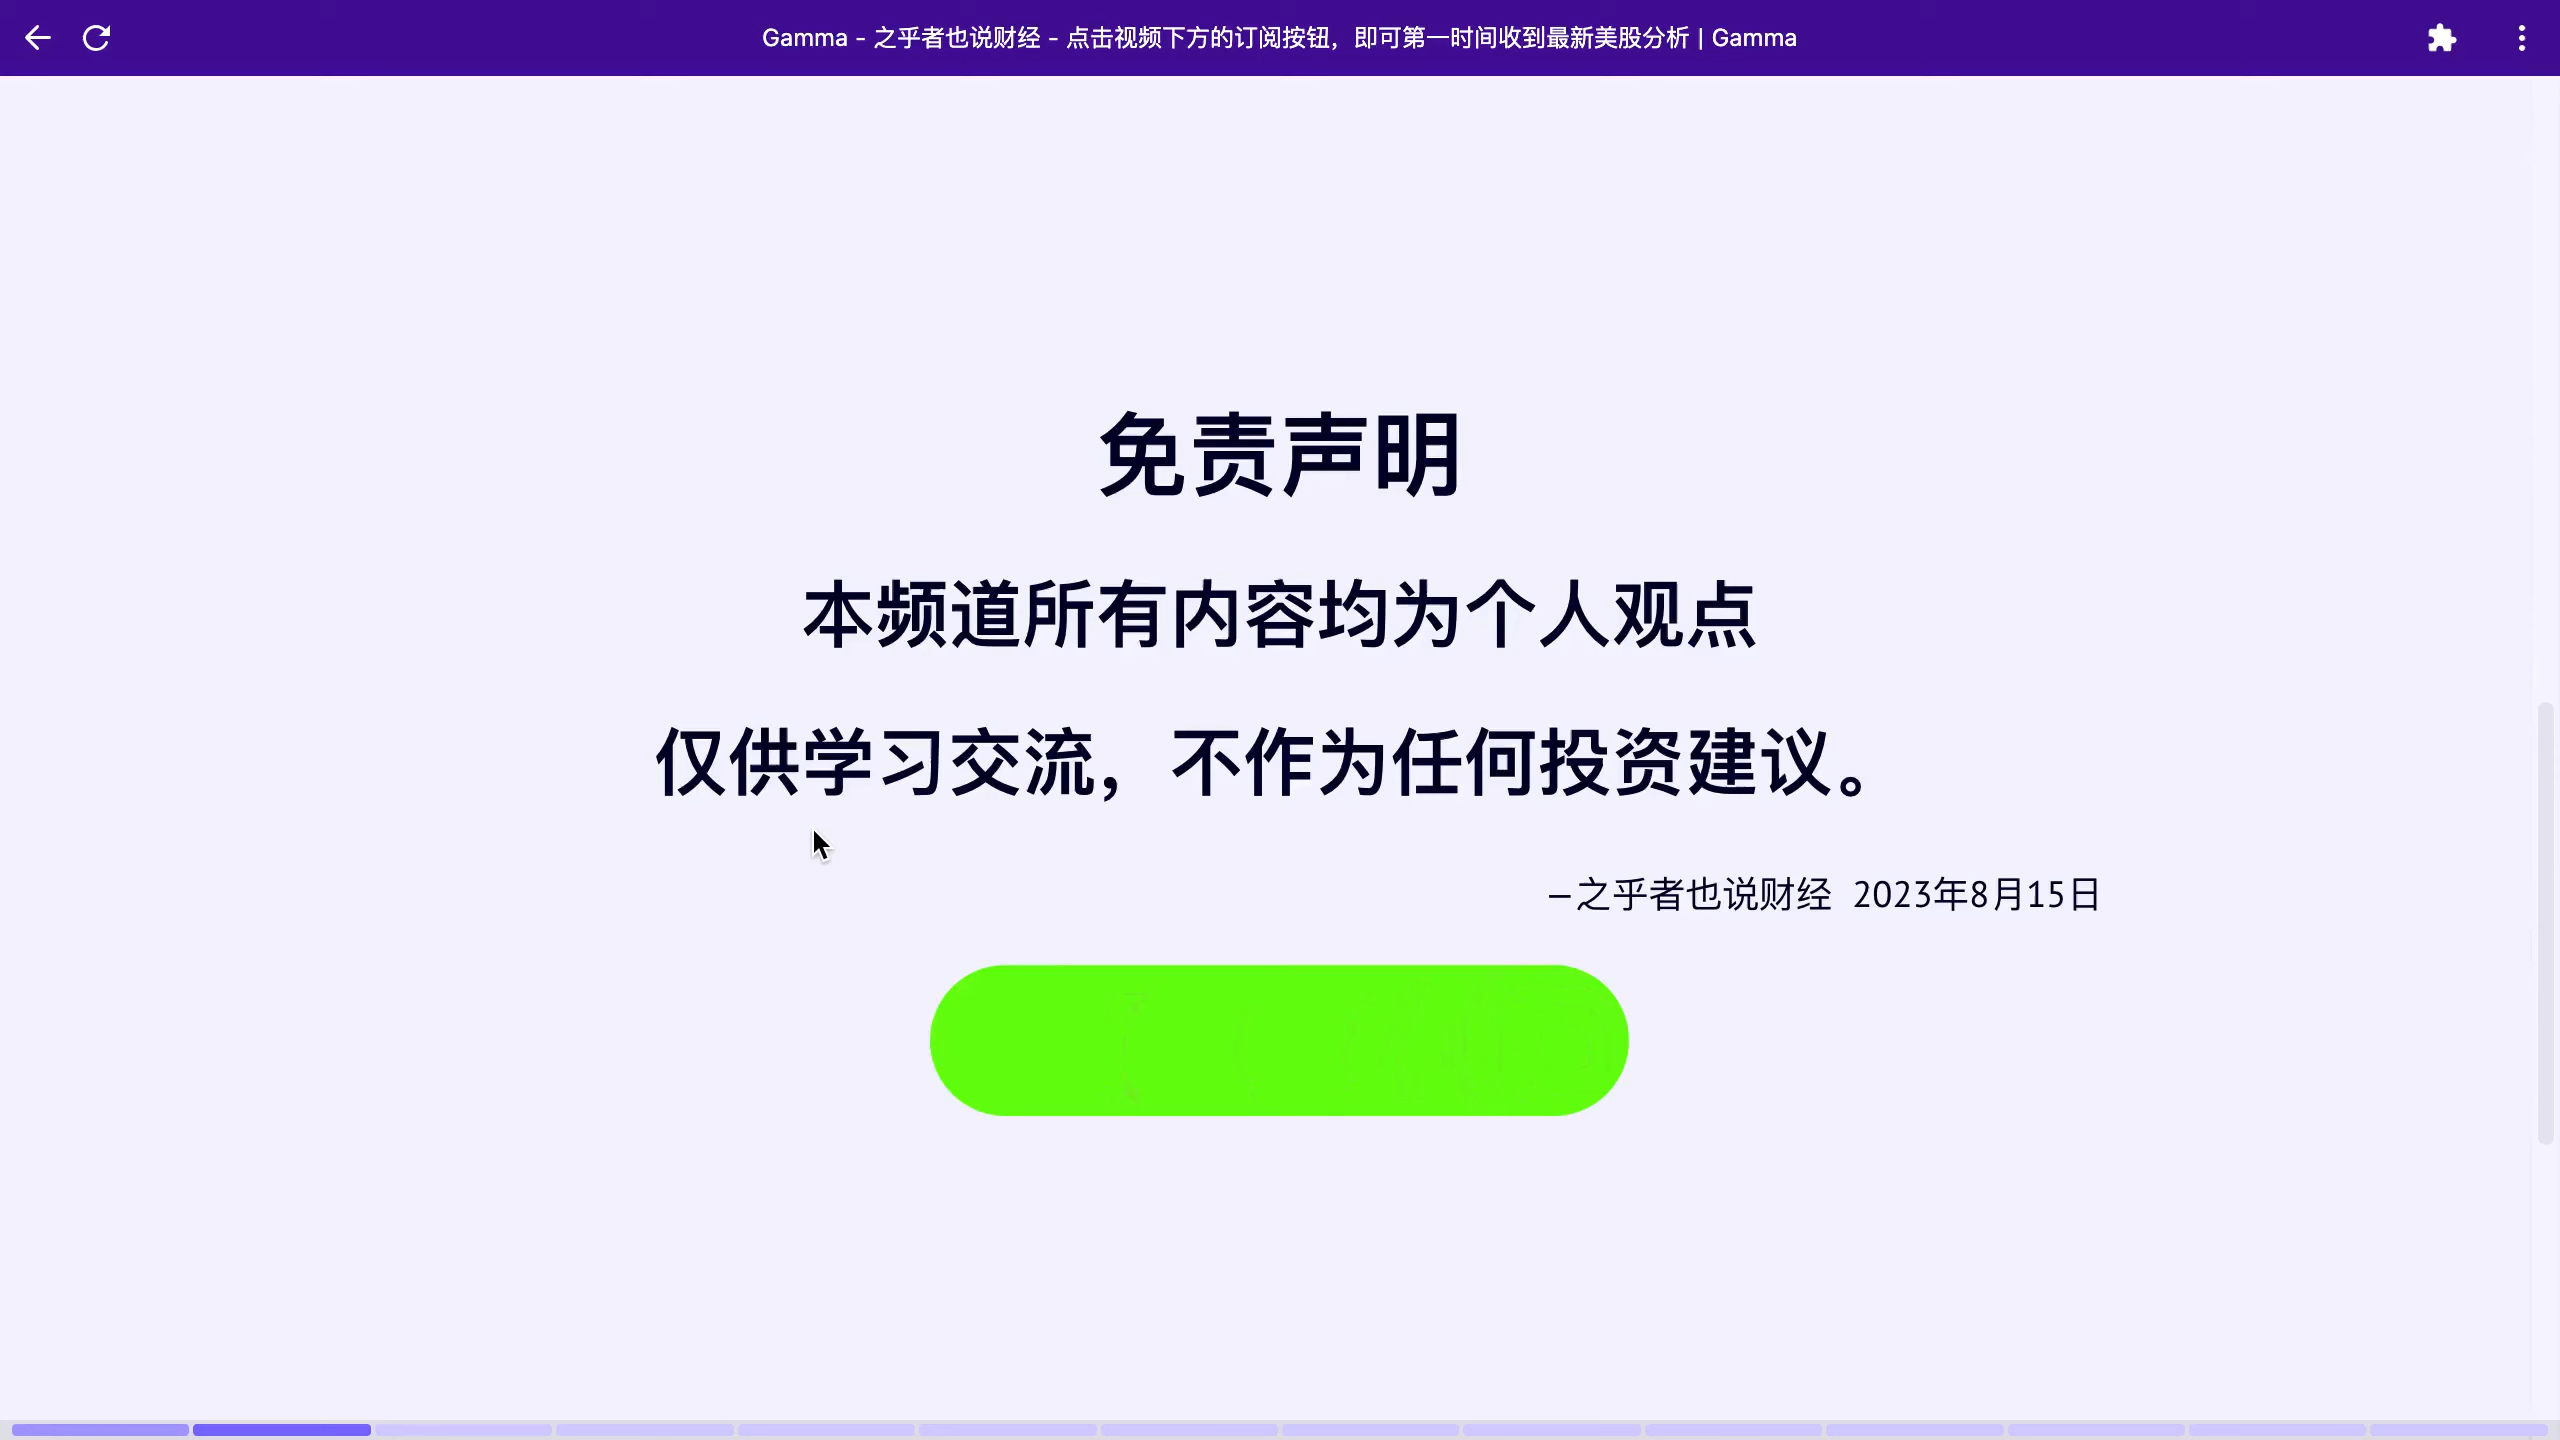 Gamma - 之乎者也说财经 - 点击视频下方的订阅按钮，即可第一时间收到最新美股分析 | Gamma
免责声明
本频道所有内容均为个人观点
仅供学习交流，不作为任何投资建议。
–之乎者也说财经 2023年8月15日